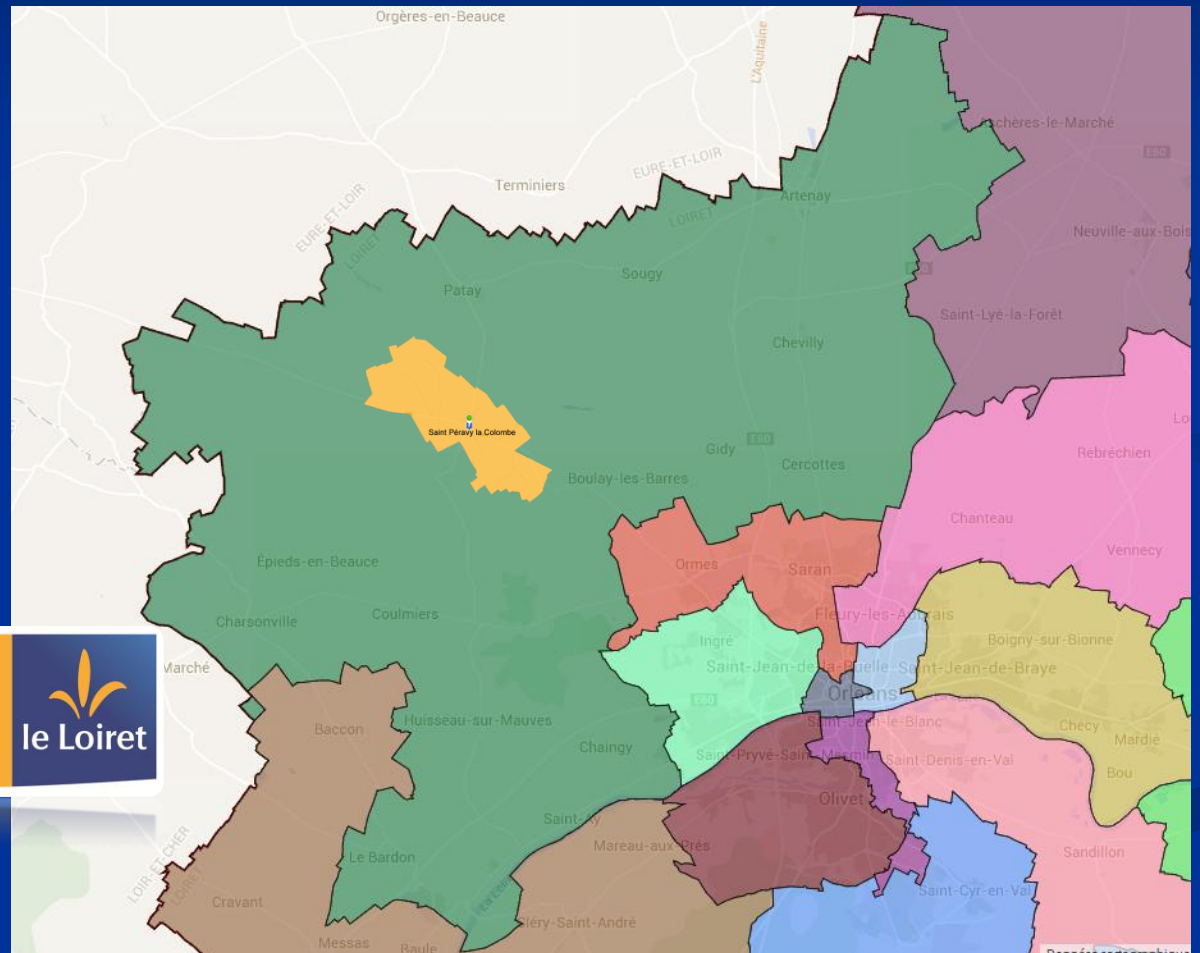 Orgères-en-Beauce
L'Aquitaine
Aschères-le-Marché
E60
EURE-ET-LOIR
Terminiers
EURE-ET-LOIR
LOIRET
Artenay
LOIRET
Neuville-aux-Bois
Sougy
Patay
Saint-Lyé-la-Forêt
Chevilly
Saint Péravy la Colombe
Gidy
E60
Cercottes
Boulay-les-Barres
Rebréchien
Chanteau
Vennecy
Épieds-en-Beauce
Ormes
Saran
Charsonville
Coulmiers
Fleury-les-Aubrais
Ingré
Boigny-sur-Bionne
Marché
Saint-Jean-de-la-Ruelle
Saint-Jean-de-Braye
Orléans
E60
le Loiret
Baccon
Huisseau-sur-Mauves
Saint-Jean-le-Blanc
Chécy
Mardié
Chaingy
Saint-Pryvé-Saint-Mesmin
Saint-Denis-en-Val
Bou
Olivet
Saint-Ay
Mareau-aux-Prés
Sandillon
Le Bardon
LOIR-ET-CHER
LOIRET
Saint-Cyr-en-Val
Cravant
Cléry-Saint-André
Messas
Baule